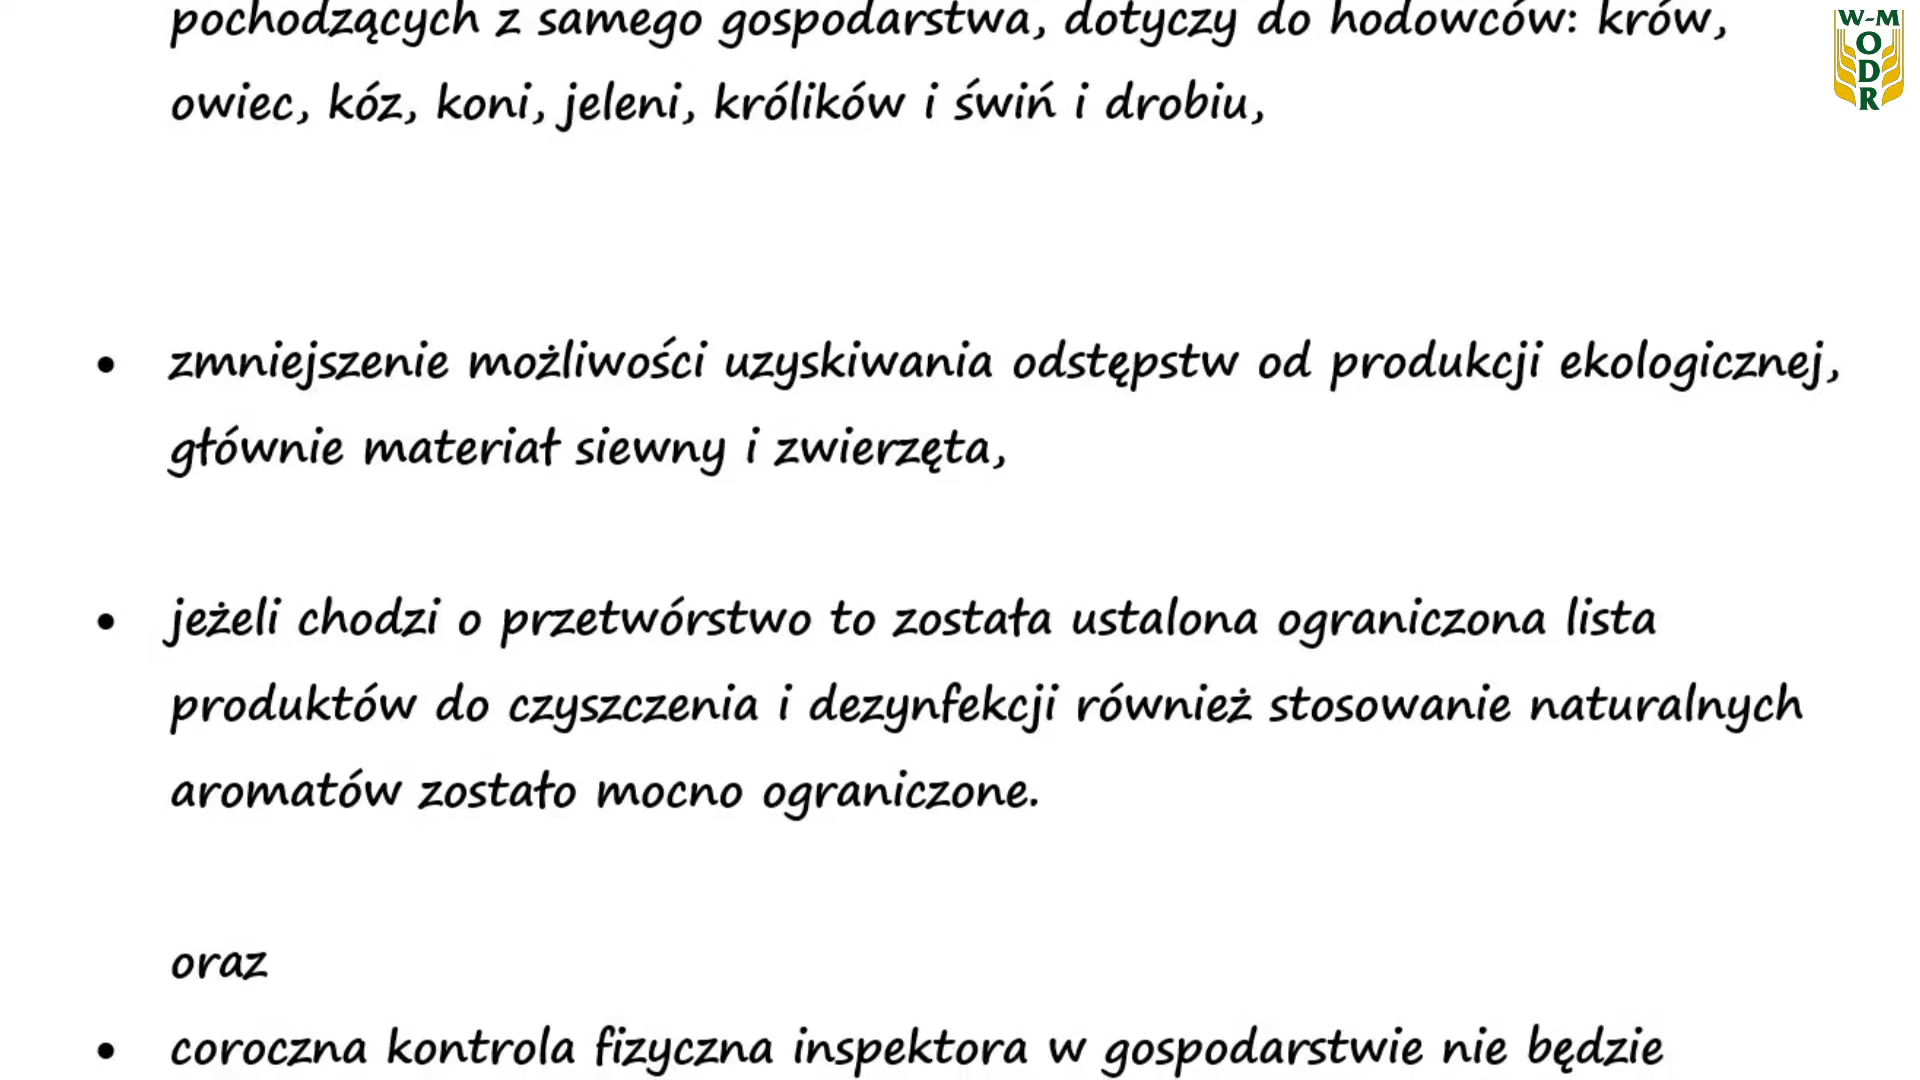 pochodzących z samego gospodarstwa, dotyczy do hodowców: krów,
owiec, kóz, koni, jeleni, królików i świń i drobiu,
• zmniejszenie możliwości uzyskiwania odstępstw od produkcji ekologicznej,
głównie materiał siewny i zwierzęta,
• jeżeli chodzi o przetwórstwo to została ustalona ograniczona lista
produktów do czyszczenia i dezynfekcji również stosowanie naturalnych
aromatów zostało mocno ograniczone.
oraz
• coroczna kontrola fizyczna inspektora w gospodarstwie nie będzie
W-M
O
D
R